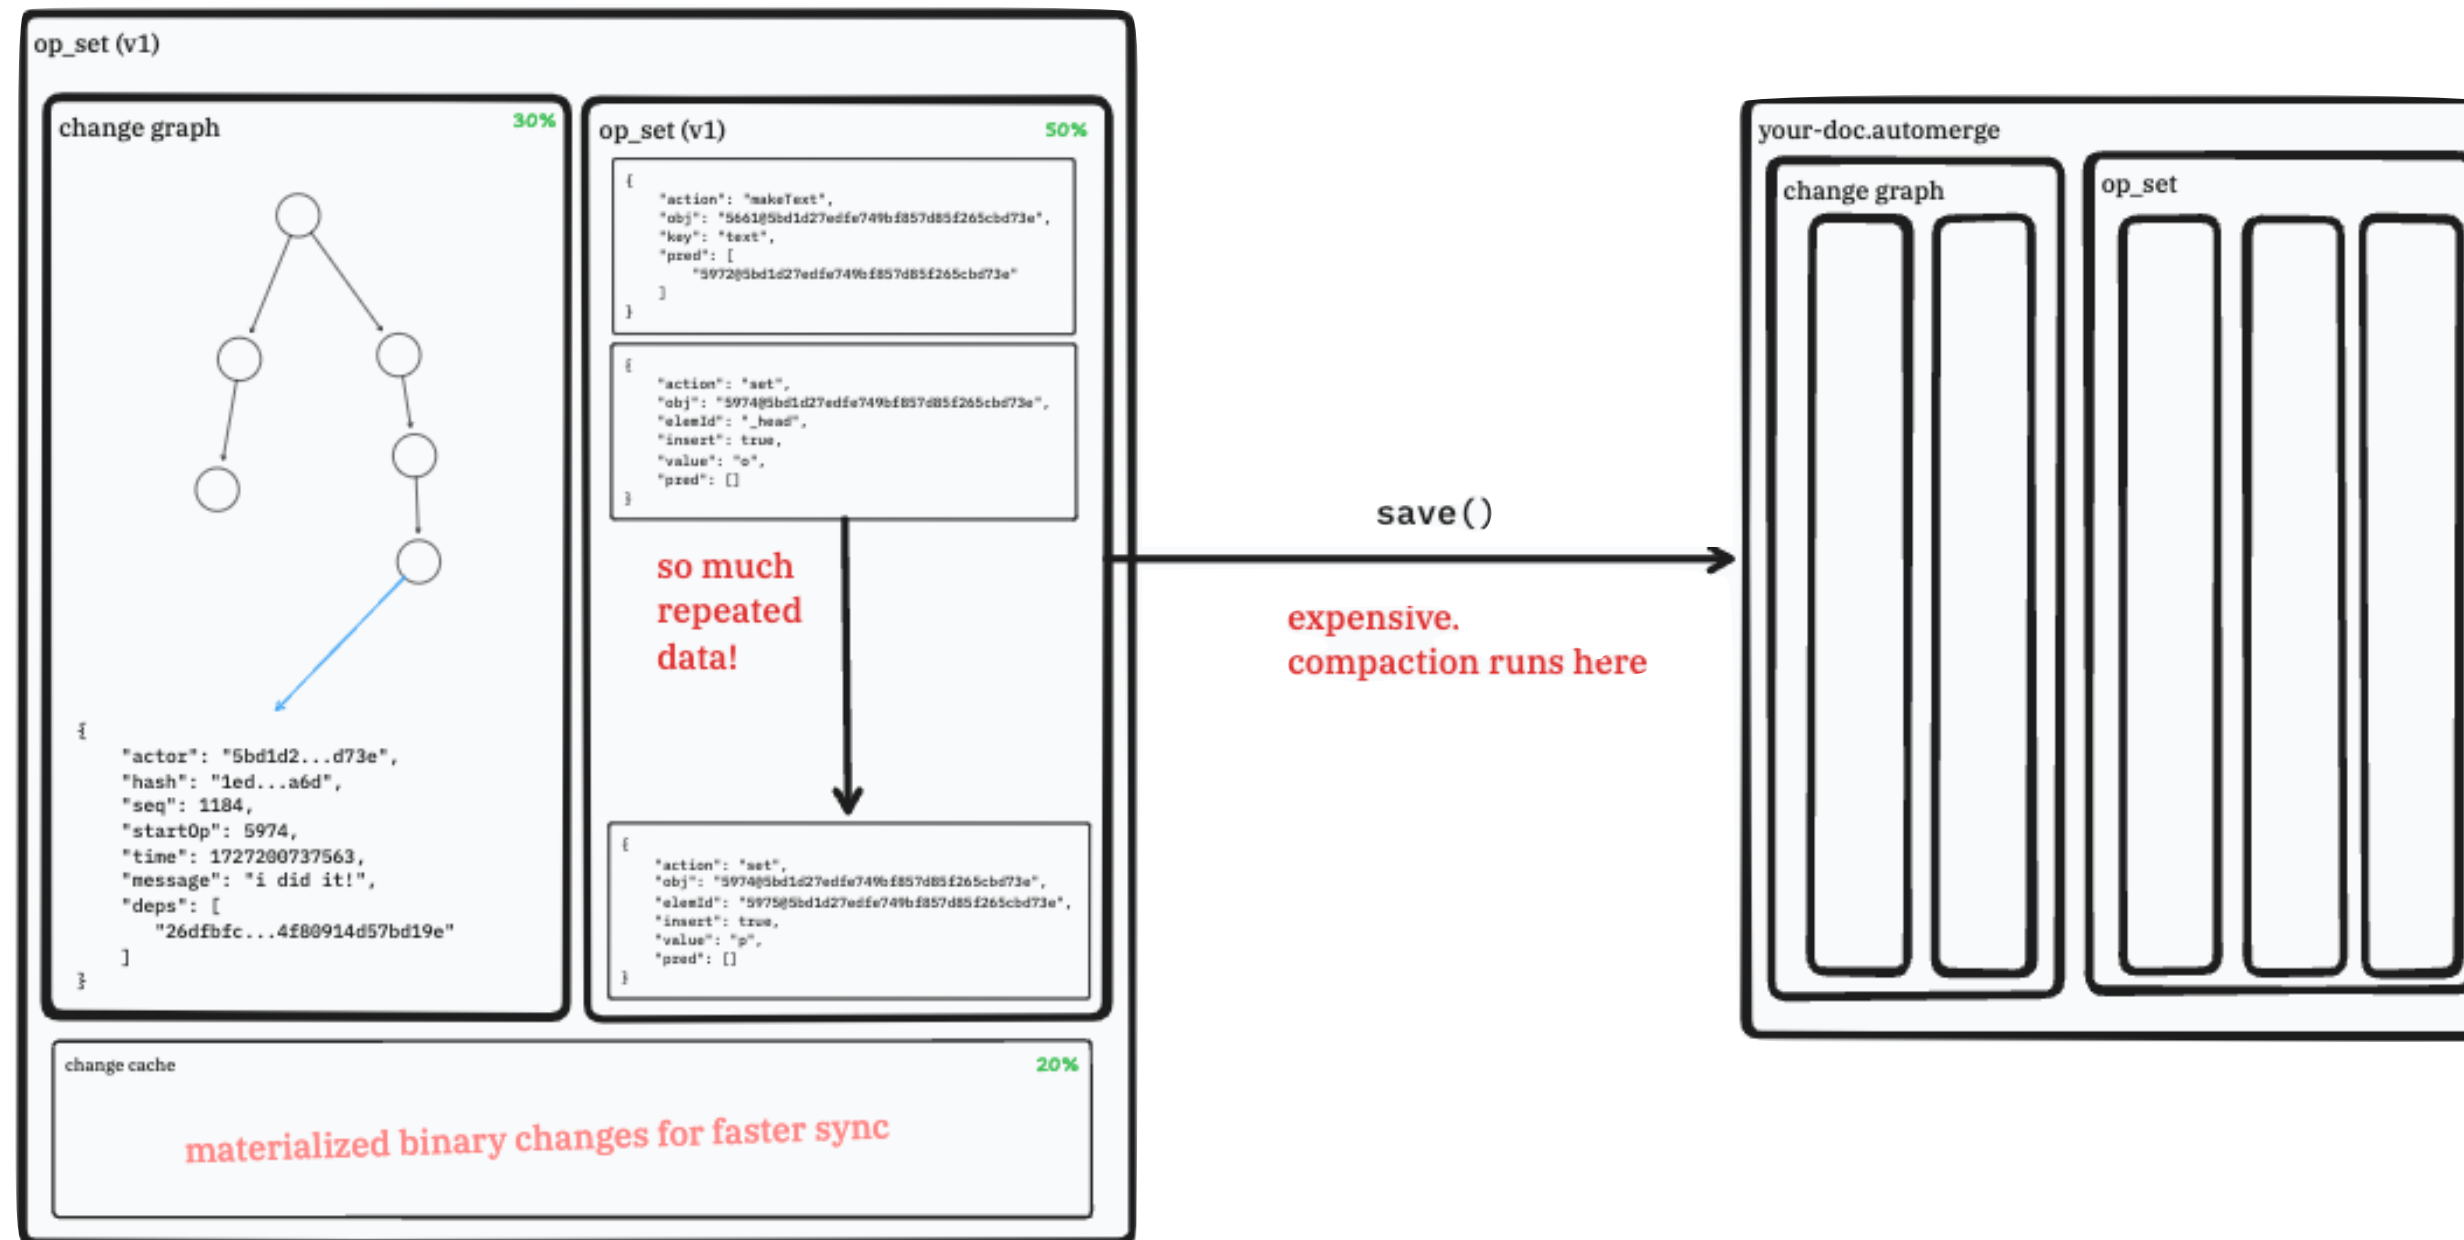 op_set (v1)
change graph
30%
{
"actor": "5bd1d2...d73e",
"hash": "1ed...a6d",
"seq": 1184,
"startOp": 5974,
"time": 1727200737563,
"message": "i did it!",
"deps": [
"26dfbfc...4f80914d57bd19e"
]
}
op_set (v1)
50%
{
"action": "makeText",
"obj": "5661@5bd1d27edfe749bf857d85f265cbd73e",
"key": "text",
"pred": [
"5972@5bd1d27edfe749bf857d85f265cbd73e"
]
}
{
"action": "set",
"obj": "5974@5bd1d27edfe749bf857d85f265cbd73e",
"elemId": "_head",
"insert": true,
"value": "o",
"pred": []
}
so much
repeated
data!
{
"action": "set",
"obj": "5974@5bd1d27edfe749bf857d85f265cbd73e",
"elemId": "5975@5bd1d27edfe749bf857d85f265cbd73e",
"insert": true,
"value": "p",
"pred": []
}
change cache
20%
materialized binary changes for faster sync
save()
expensive.
compaction runs here
your-doc.automerge
change graph
op_set